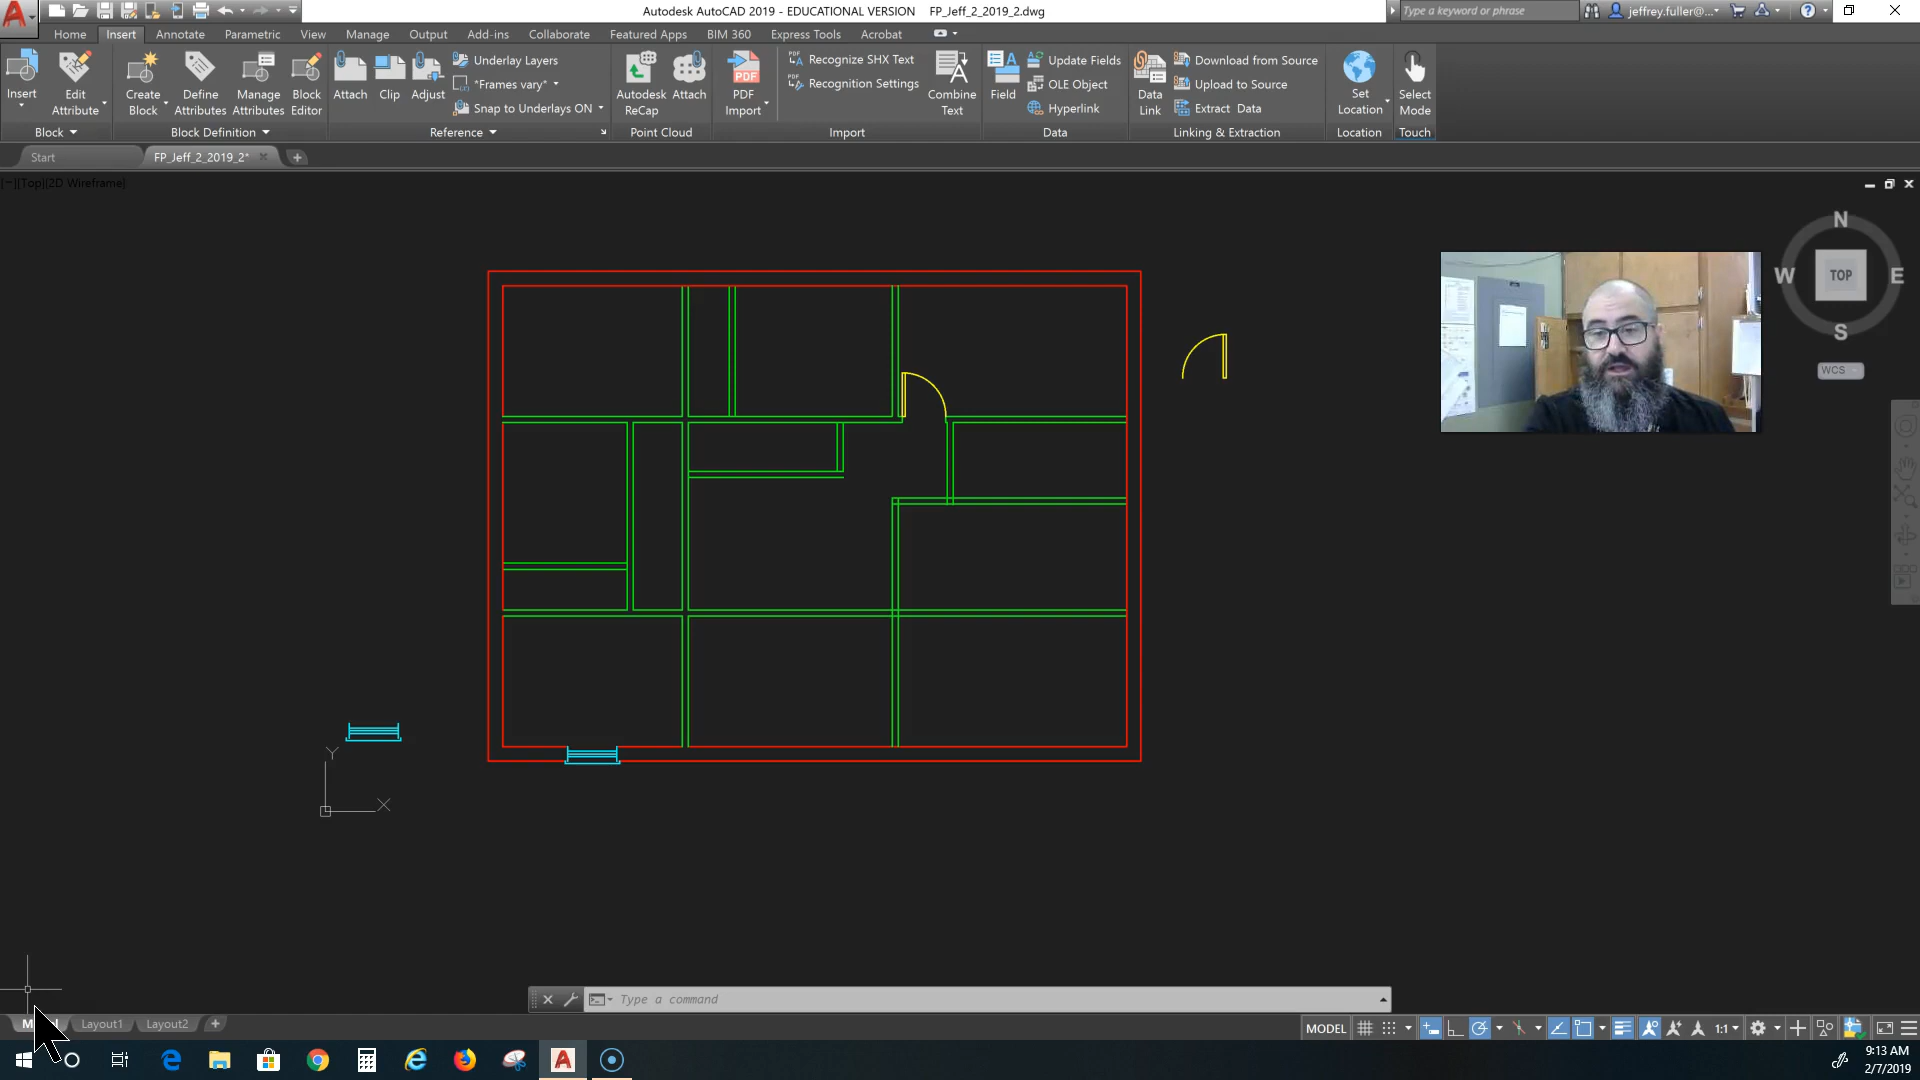 Autodesk AutoCAD 2019 - EDUCATIONAL VERSION FP_Jeff_2_2019_2.dwg
Type a keyword or phrase
jeffrey.fuller@...
Home Insert Annotate Parametric View Manage Output Add-ins Collaborate Featured Apps BIM 360 Express Tools Acrobat
Insert
Edit Attribute
Create Block
Define Attributes
Manage Attributes
Block Editor
Attach
Clip
Adjust
Underlay Layers
*Frames vary*
Snap to Underlays ON
Autodesk ReCap
Attach
PDF Import
Recognize SHX Text
Recognition Settings
Combine Text
Field
Update Fields
OLE Object
Hyperlink
Data Link
Download from Source
Upload to Source
Extract Data
Set Location
Select Mode
Block Block Definition Reference Point Cloud Import Data Linking & Extraction Location Touch
Start FP_Jeff_2_2019_2*
[−][Top][2D Wireframe]
N
W TOP E
S
WCS
Y
X
Type a command
Layout1 Layout2
MODEL 1:1
9:13 AM
2/7/2019